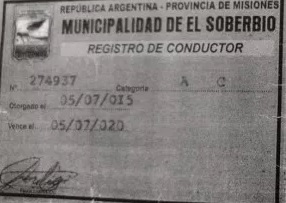 REPÚBLICA ARGENTINA - PROVINCIA DE MISIONES
MUNICIPALIDAD DE EL SOBERBIO
REGISTRO DE CONDUCTOR
Nº 274937 Categoría A C
Otorgado el 05/07/015
Vence el 05/07/020